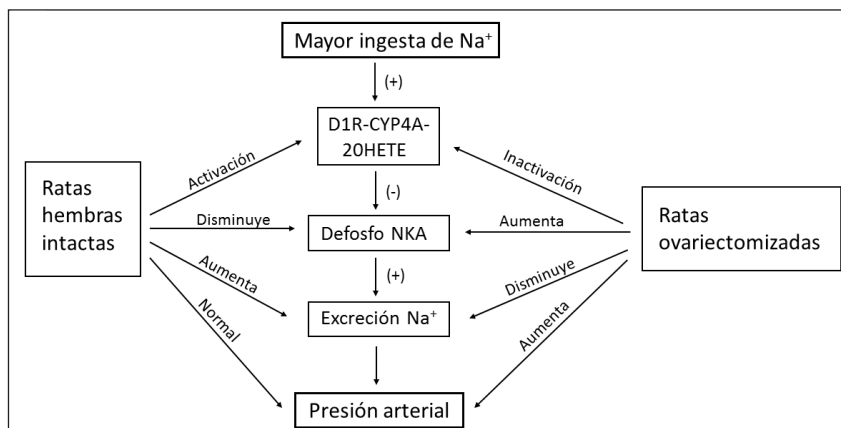 Mayor ingesta de Na⁺
(+)
D1R-CYP4A-
20HETE
Activación
Inactivación
Ratas
hembras
intactas
(-)
Ratas
ovariectomizadas
Disminuye
Defosfo NKA
Aumenta
Aumenta
(+)
Disminuye
Normal
Excreción Na⁺
Aumenta
Presión arterial